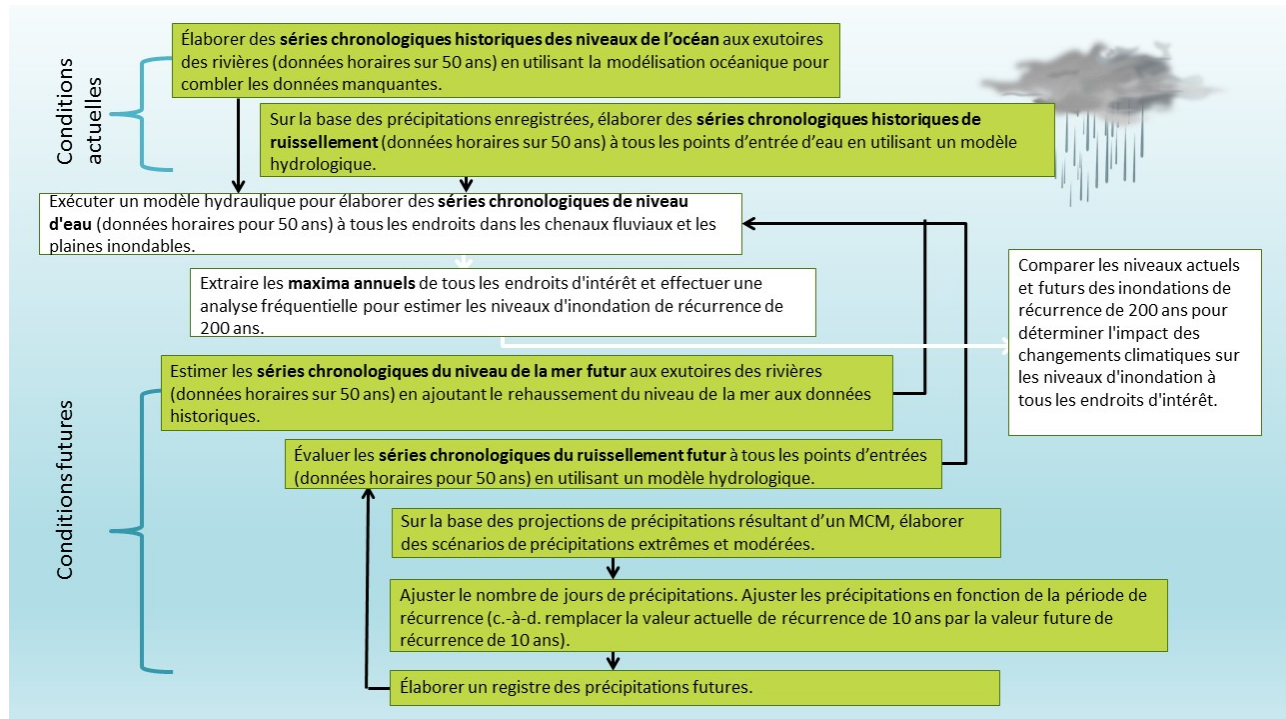 Conditions
actuelles
Élaborer des séries chronologiques historiques des niveaux de l’océan aux exutoires
des rivières (données horaires sur 50 ans) en utilisant la modélisation océanique pour
combler les données manquantes.
Sur la base des précipitations enregistrées, élaborer des séries chronologiques historiques de
ruissellement (données horaires sur 50 ans) à tous les points d’entrée d’eau en utilisant un modèle
hydrologique.
Exécuter un modèle hydraulique pour élaborer des séries chronologiques de niveau
d'eau (données horaires pour 50 ans) à tous les endroits dans les chenaux fluviaux et les
plaines inondables.
Extraire les maxima annuels de tous les endroits d'intérêt et effectuer une
analyse fréquentielle pour estimer les niveaux d'inondation de récurrence de
200 ans.
Comparer les niveaux actuels
et futurs des inondations de
récurrence de 200 ans pour
déterminer l'impact des
changements climatiques sur
les niveaux d'inondation à
tous les endroits d'intérêt.
Conditions futures
Estimer les séries chronologiques du niveau de la mer futur aux exutoires des rivières
(données horaires sur 50 ans) en ajoutant le rehaussement du niveau de la mer aux données
historiques.
Évaluer les séries chronologiques du ruissellement futur à tous les points d’entrées
(données horaires pour 50 ans) en utilisant un modèle hydrologique.
Sur la base des projections de précipitations résultant d’un MCM, élaborer
des scénarios de précipitations extrêmes et modérées.
Ajuster le nombre de jours de précipitations. Ajuster les précipitations en fonction de la période de
récurrence (c.-à-d. remplacer la valeur actuelle de récurrence de 10 ans par la valeur future de
récurrence de 10 ans).
Élaborer un registre des précipitations futures.